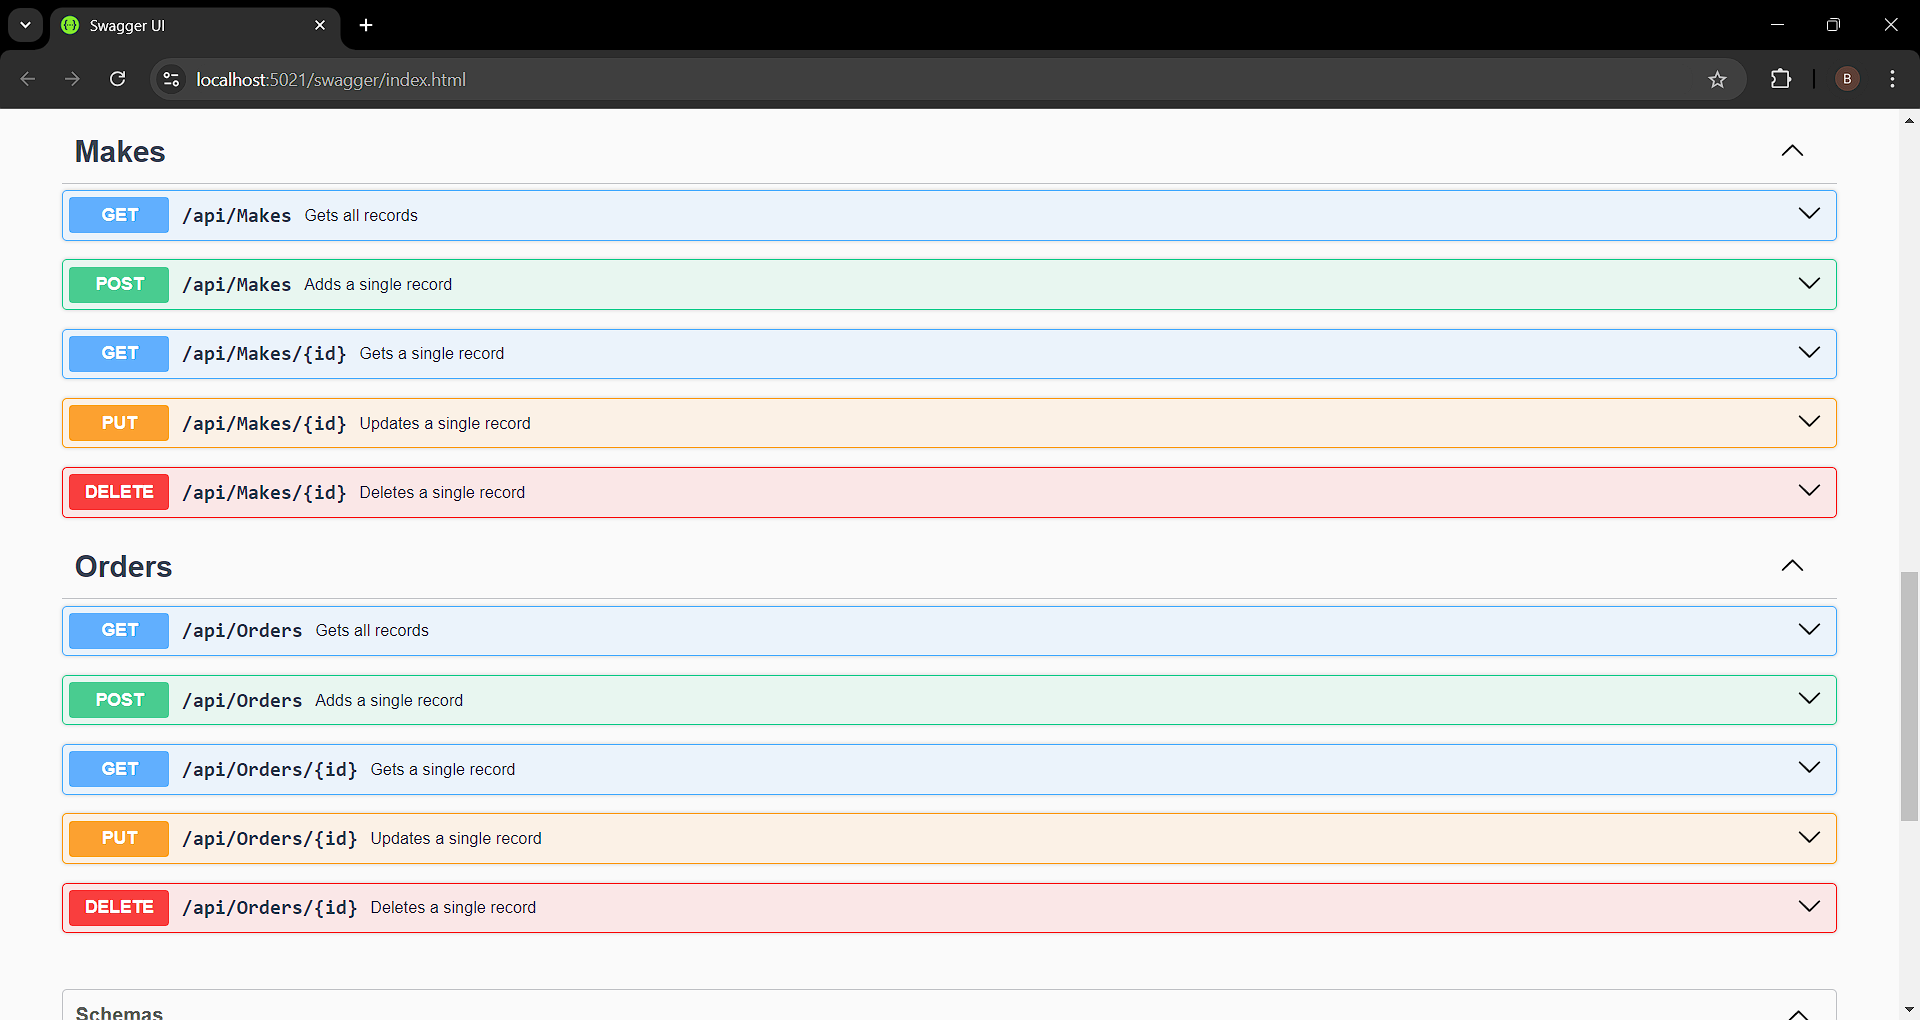 Swagger UI
localhost:5021/swagger/index.html
B
Makes
GET /api/Makes Gets all records
POST /api/Makes Adds a single record
GET /api/Makes/{id} Gets a single record
PUT /api/Makes/{id} Updates a single record
DELETE /api/Makes/{id} Deletes a single record
Orders
GET /api/Orders Gets all records
POST /api/Orders Adds a single record
GET /api/Orders/{id} Gets a single record
PUT /api/Orders/{id} Updates a single record
DELETE /api/Orders/{id} Deletes a single record
Schemas